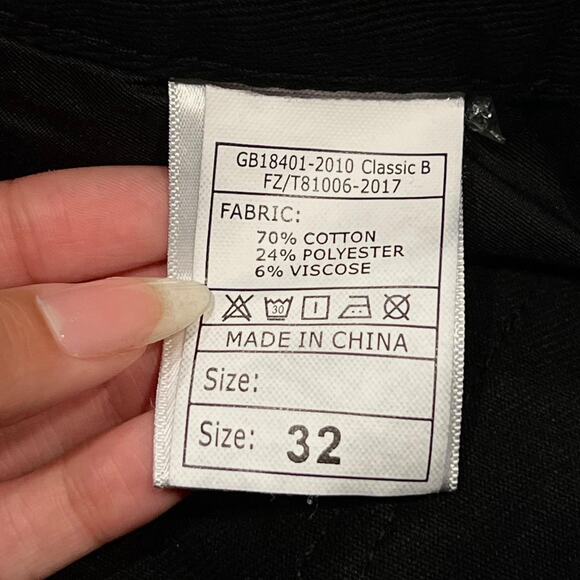 GB18401-2010 Classic B
FZ/T81006-2017
FABRIC:
70% COTTON
24% POLYESTER
6% VISCOSE
30
MADE IN CHINA
Size:
Size: 32